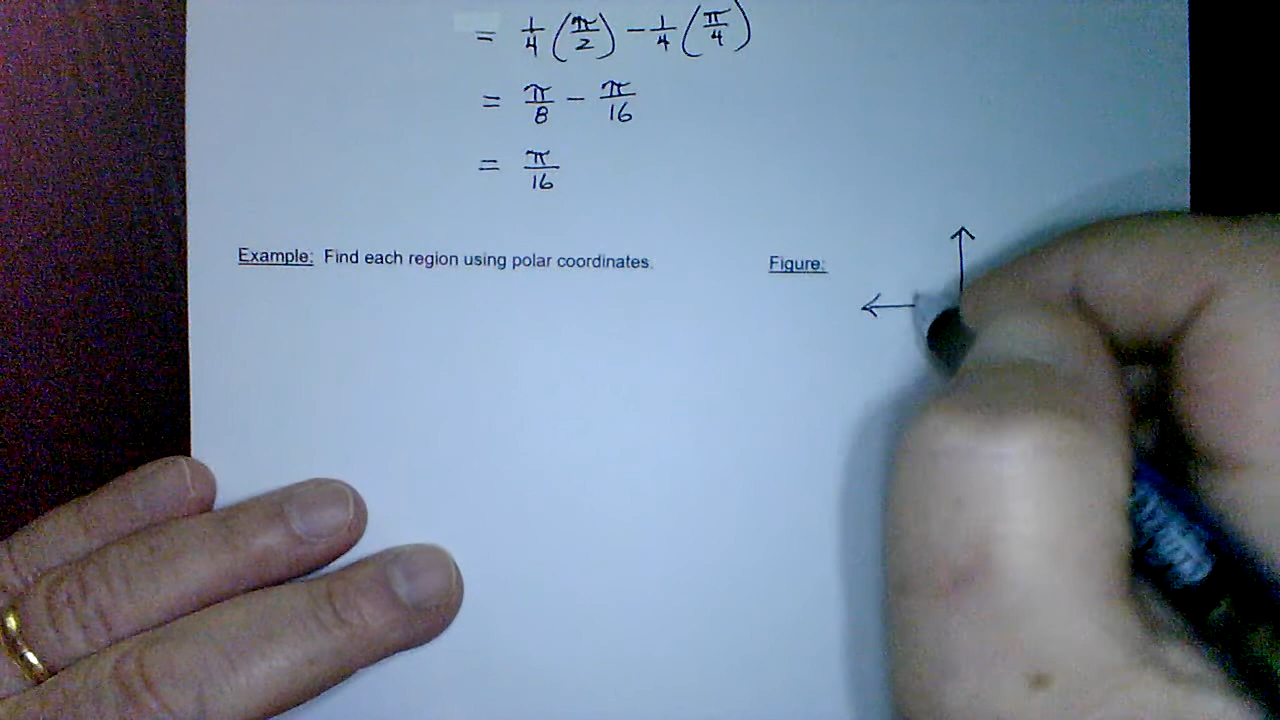 = 1/4 (π/2) - 1/4 (π/4)
= π/8 - π/16
= π/16
Example: Find each region using polar coordinates. Figure: